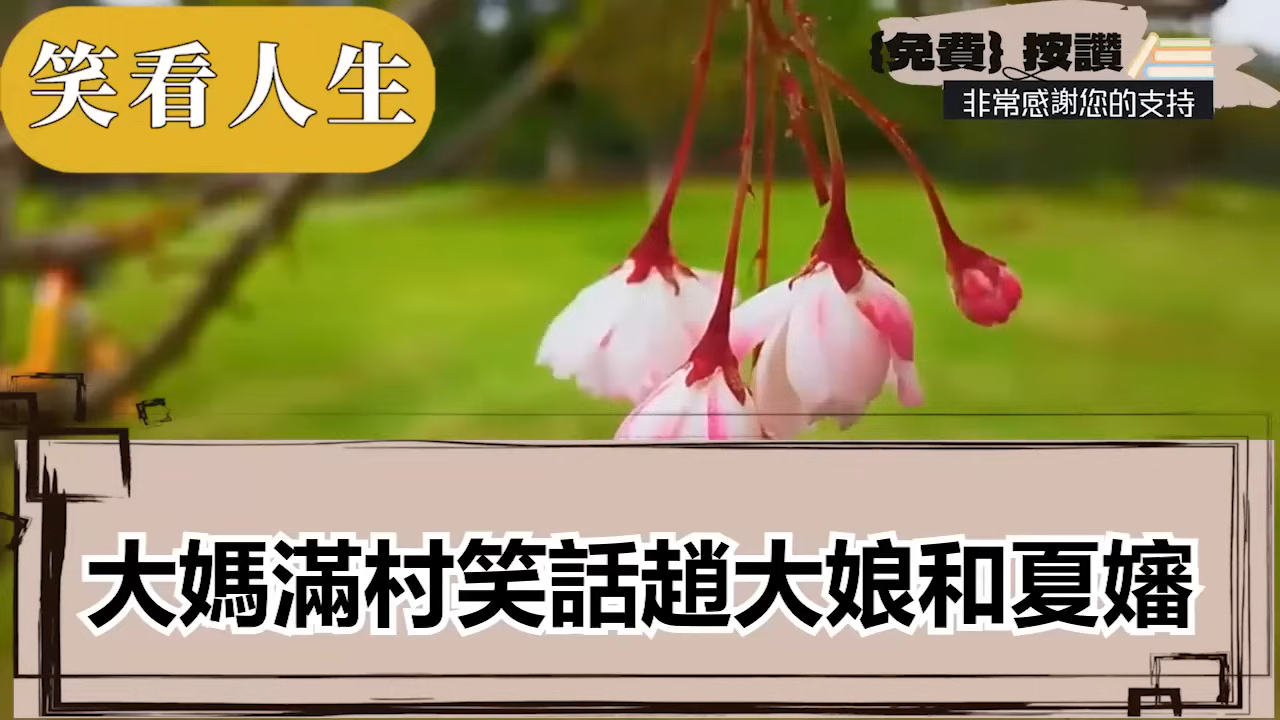 笑看人生
{免費} 按讚
非常感謝您的支持
大媽滿村笑話趙大娘和夏嬸